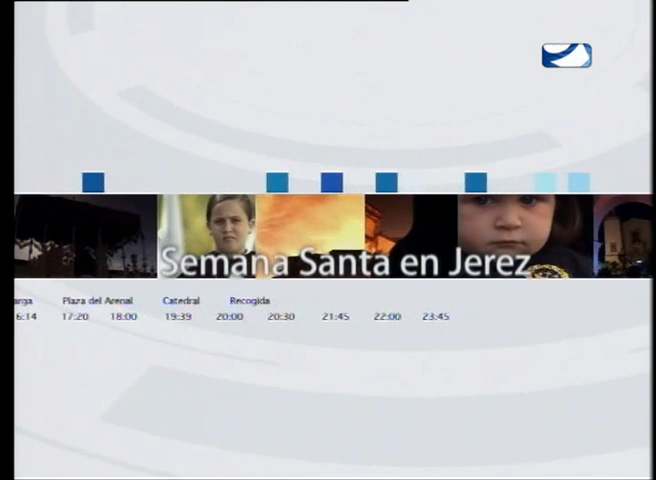 Semana Santa en Jerez
arga Plaza del Arenal Catedral Recogida
6:14 17:20 18:00 19:39 20:00 20:30 21:45 22:00 23:45